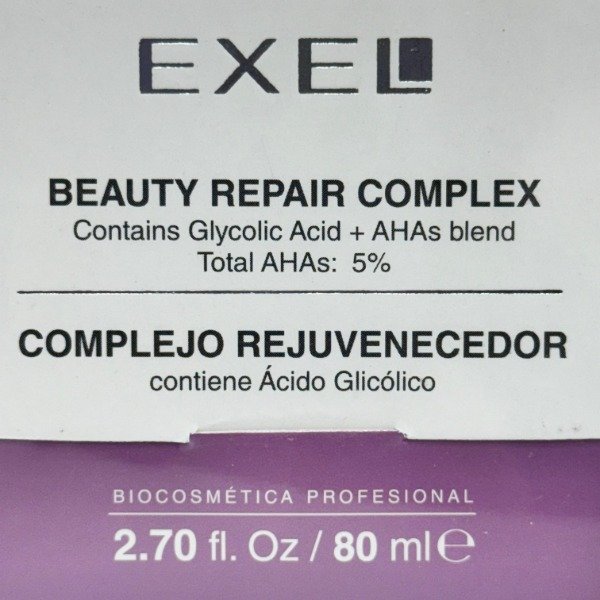 EXEL
BEAUTY REPAIR COMPLEX
Contains Glycolic Acid + AHAs blend
Total AHAs: 5%
COMPLEJO REJUVENECEDOR
contiene Ácido Glicólico
BIOCOSMÉTICA PROFESIONAL
2.70 fl. Oz / 80 ml ℮